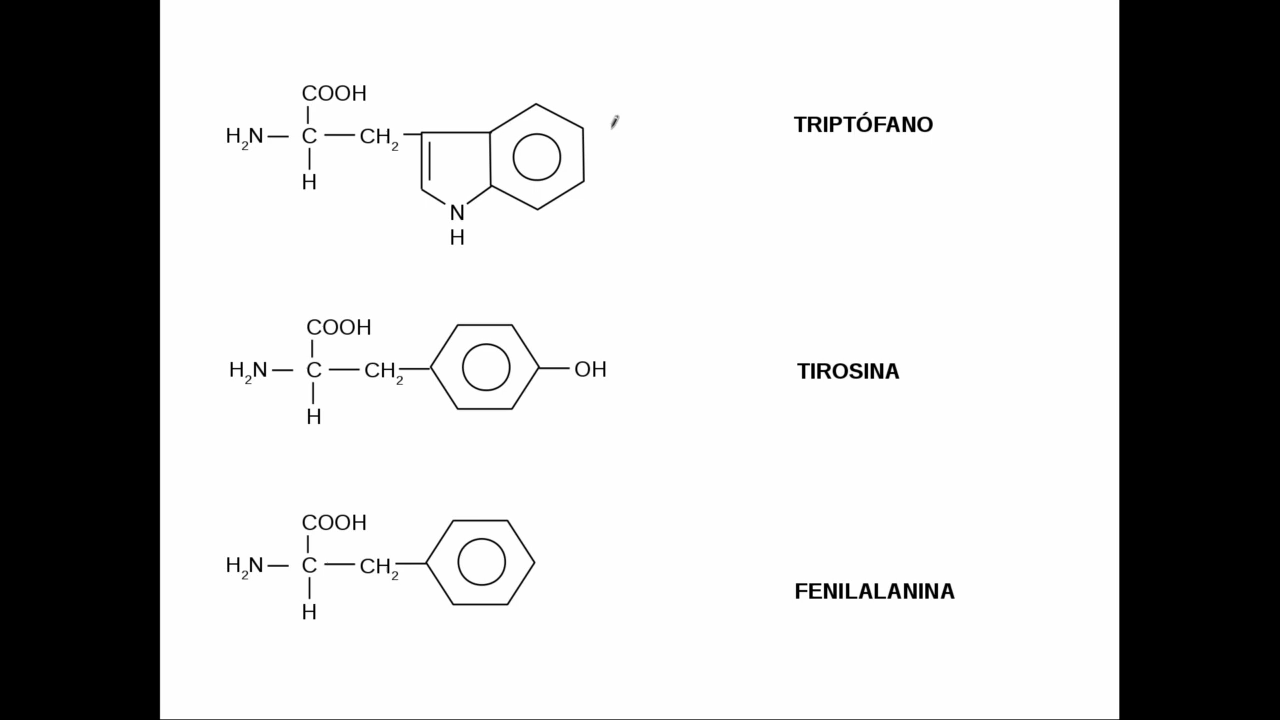 COOH
H₂N — C — CH₂
H
N
H
TRIPTÓFANO
COOH
H₂N — C — CH₂ OH
H
TIROSINA
COOH
H₂N — C — CH₂
H
FENILALANINA